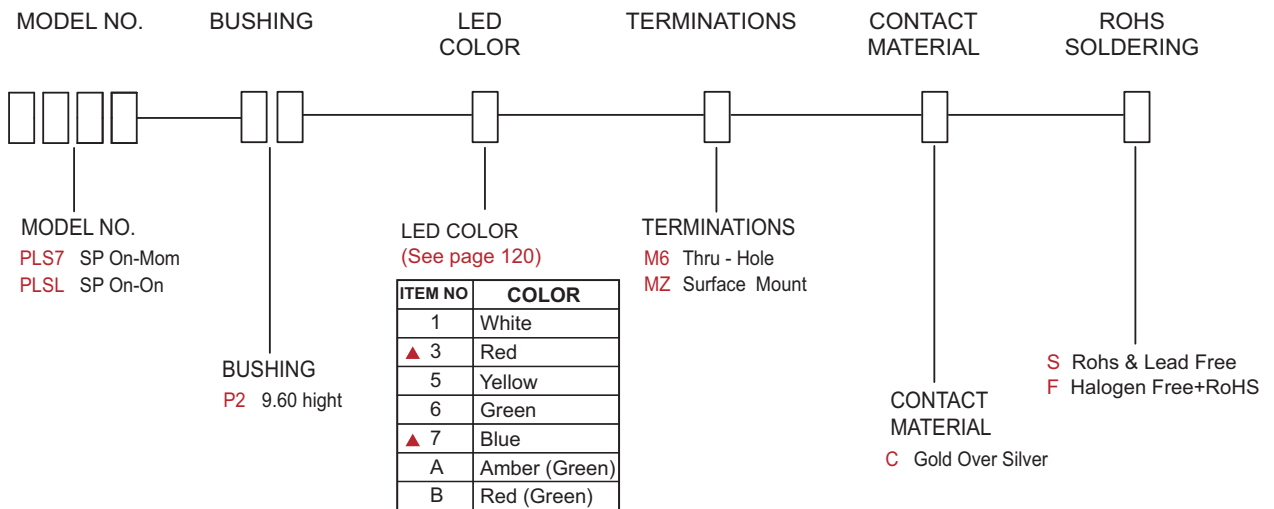 MODEL NO.
BUSHING
LED
COLOR
TERMINATIONS
CONTACT
MATERIAL
ROHS
SOLDERING
MODEL NO.
PLS7 SP On-Mom
PLSL SP On-On
BUSHING
P2 9.60 hight
LED COLOR
(See page 120)
ITEM NO COLOR
1 White
▲ 3 Red
5 Yellow
6 Green
▲ 7 Blue
A Amber (Green)
B Red (Green)
TERMINATIONS
M6 Thru - Hole
MZ Surface Mount
CONTACT
MATERIAL
C Gold Over Silver
S Rohs & Lead Free
F Halogen Free+RoHS